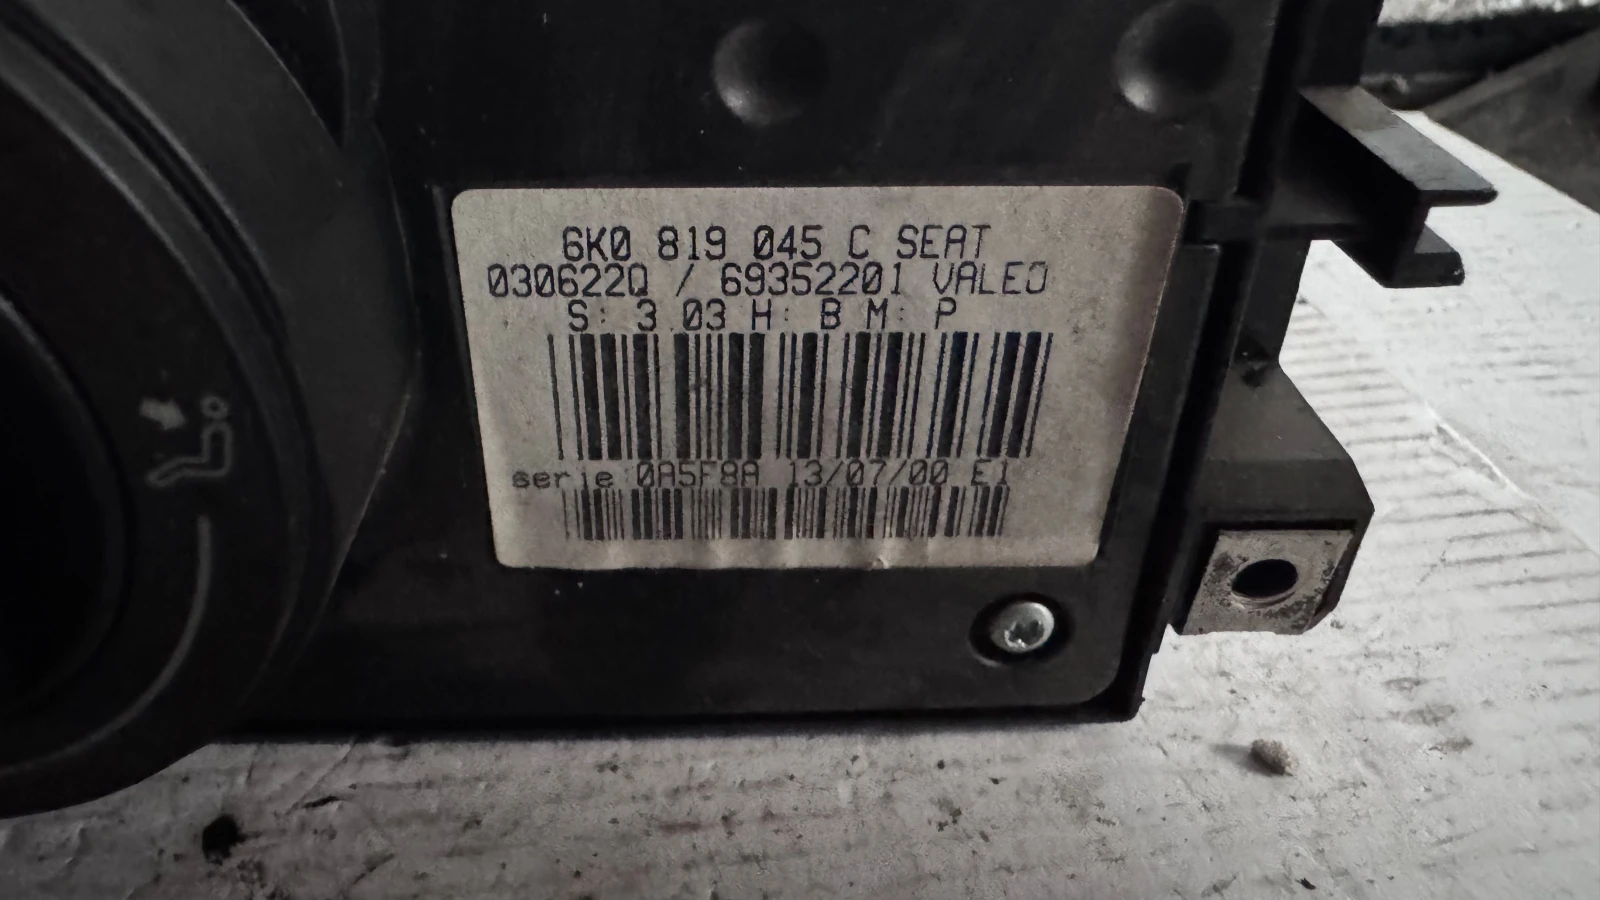 6K0 819 045 C SEAT
030622Q / 69352201 VALEO
S: 3.03 H: B M: P
serie 0A5F8A 13/07/00 E1